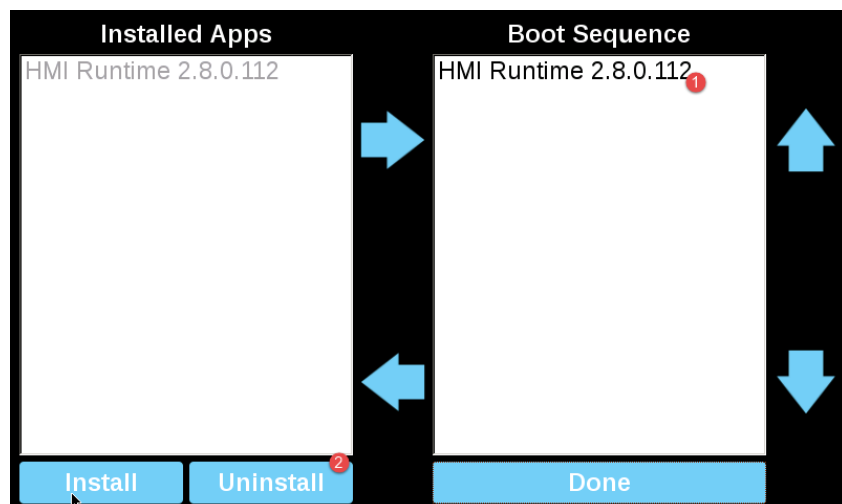 Installed Apps
Boot Sequence
HMI Runtime 2.8.0.112
HMI Runtime 2.8.0.112
1
2
Install
Uninstall
Done